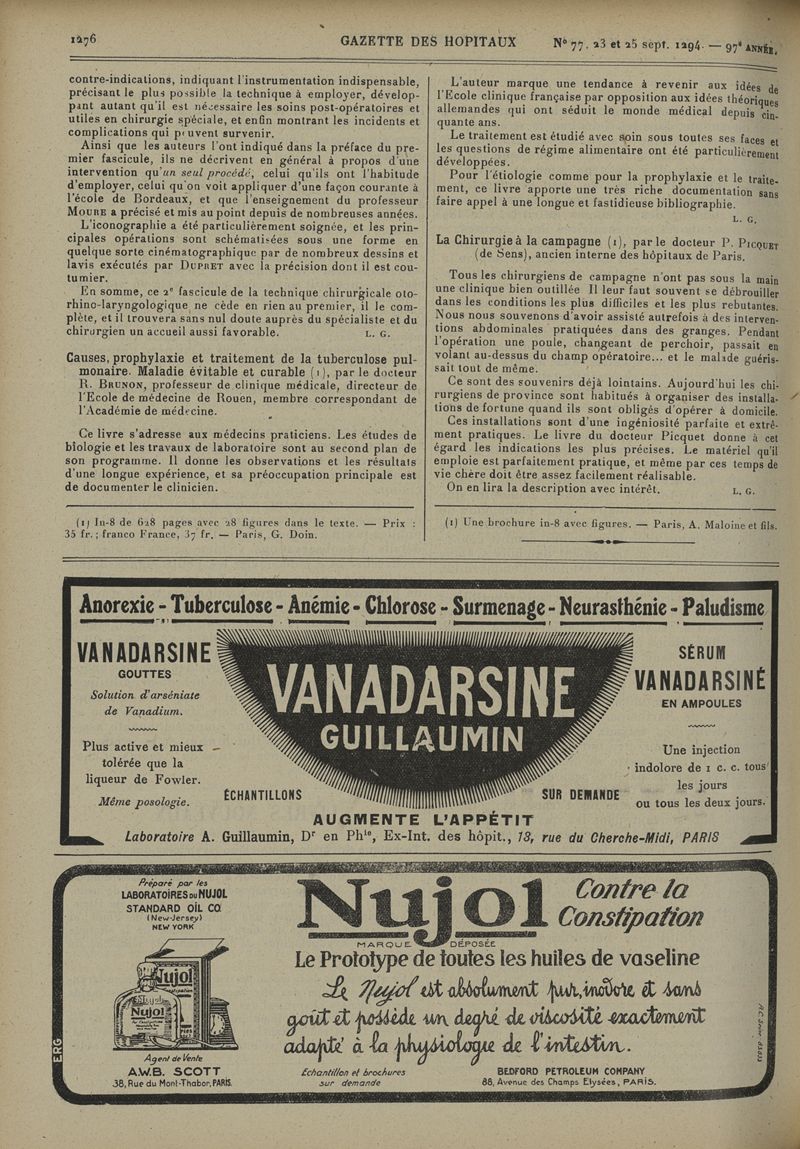 1276 GAZETTE DES HOPITAUX N° 77. 23 et 25 sept. 1294. — 97e ANNÉE.
contre-indications, indiquant l'instrumentation indispensable,
précisant le plus possible la technique à employer, dévelop-
pant autant qu'il est nécessaire les soins post-opératoires et
utiles en chirurgie spéciale, et enfin montrant les incidents et
complications qui peuvent survenir.
Ainsi que les auteurs l'ont indiqué dans la préface du pre-
mier fascicule, ils ne décrivent en général à propos d'une
intervention qu'un seul procédé, celui qu'ils ont l'habitude
d'employer, celui qu'on voit appliquer d'une façon courante à
l'école de Bordeaux, et que l'enseignement du professeur
MOURE a précisé et mis au point depuis de nombreuses années.
L'iconographie a été particulièrement soignée, et les prin-
cipales opérations sont schématisées sous une forme en
quelque sorte cinématographique par de nombreux dessins et
lavis exécutés par DUPRET avec la précision dont il est cou-
tumier.
En somme, ce 2e fascicule de la technique chirurgicale oto-
rhino-laryngologique ne cède en rien au premier, il le com-
plète, et il trouvera sans nul doute auprès du spécialiste et du
chirurgien un accueil aussi favorable. L. G.
Causes, prophylaxie et traitement de la tuberculose pul-
monaire. Maladie évitable et curable (1), par le docteur
R. BRUNON, professeur de clinique médicale, directeur de
l'Ecole de médecine de Rouen, membre correspondant de
l'Académie de médecine.
Ce livre s'adresse aux médecins praticiens. Les études de
biologie et les travaux de laboratoire sont au second plan de
son programme. Il donne les observations et les résultats
d'une longue expérience, et sa préoccupation principale est
de documenter le clinicien.
(1) In-8 de 628 pages avec 28 figures dans le texte. — Prix :
35 fr.; franco France, 37 fr. — Paris, G. Doin.
L'auteur marque une tendance à revenir aux idées de
l'Ecole clinique française par opposition aux idées théoriques
allemandes qui ont séduit le monde médical depuis cin-
quante ans.
Le traitement est étudié avec soin sous toutes ses faces et
les questions de régime alimentaire ont été particulièrement
développées.
Pour l'étiologie comme pour la prophylaxie et le traite-
ment, ce livre apporte une très riche documentation sans
faire appel à une longue et fastidieuse bibliographie.
L. G.
La Chirurgie à la campagne (1), par le docteur P. PICQUET
(de Sens), ancien interne des hôpitaux de Paris.
Tous les chirurgiens de campagne n'ont pas sous la main
une clinique bien outillée Il leur faut souvent se débrouiller
dans les conditions les plus difficiles et les plus rebutantes.
Nous nous souvenons d'avoir assisté autrefois à des interven-
tions abdominales pratiquées dans des granges. Pendant
l'opération une poule, changeant de perchoir, passait en
volant au-dessus du champ opératoire... et le malade guéris-
sait tout de même.
Ce sont des souvenirs déjà lointains. Aujourd'hui les chi-
rurgiens de province sont habitués à organiser des installa-
tions de fortune quand ils sont obligés d'opérer à domicile.
Ces installations sont d'une ingéniosité parfaite et extrê-
ment pratiques. Le livre du docteur Picquet donne à cet
égard les indications les plus précises. Le matériel qu'il
emploie est parfaitement pratique, et même par ces temps de
vie chère doit être assez facilement réalisable.
On en lira la description avec intérêt. L. G.
(1) Une brochure in-8 avec figures. — Paris, A. Maloine et fils.
Anorexie - Tuberculose - Anémie - Chlorose - Surmenage - Neurasthénie - Paludisme
VANADARSINE
GOUTTES
Solution d'arséniate
de Vanadium.
Plus active et mieux
tolérée que la
liqueur de Fowler.
Même posologie.
VANADARSINE
GUILLAUMIN
ÉCHANTILLONS SUR DEMANDE
SÉRUM
VANADARSINÉ
EN AMPOULES
Une injection
indolore de 1 c. c. tous
les jours
ou tous les deux jours.
AUGMENTE L'APPÉTIT
Laboratoire A. Guillaumin, Dr en Phie, Ex-Int. des hôpit., 13, rue du Cherche-Midi, PARIS
Préparé par les
LABORATOIRES DU NUJOL
STANDARD OIL CO.
(New-Jersey)
NEW YORK
Nujol
Nujol
Agent de Vente
A.W.B. SCOTT
38, Rue du Mont-Thabor, PARIS.
ERG
Nujol
MARQUE DÉPOSÉE
Contre la
Constipation
Le Prototype de toutes les huiles de vaseline
Le Nujol est absolument pur, inodore et sans
goût et possède un degré de viscosité exactement
adapté à la physiologie de l'intestin.
Echantillon et brochures
sur demande
BEDFORD PETROLEUM COMPANY
88, Avenue des Champs Elysées, PARIS.